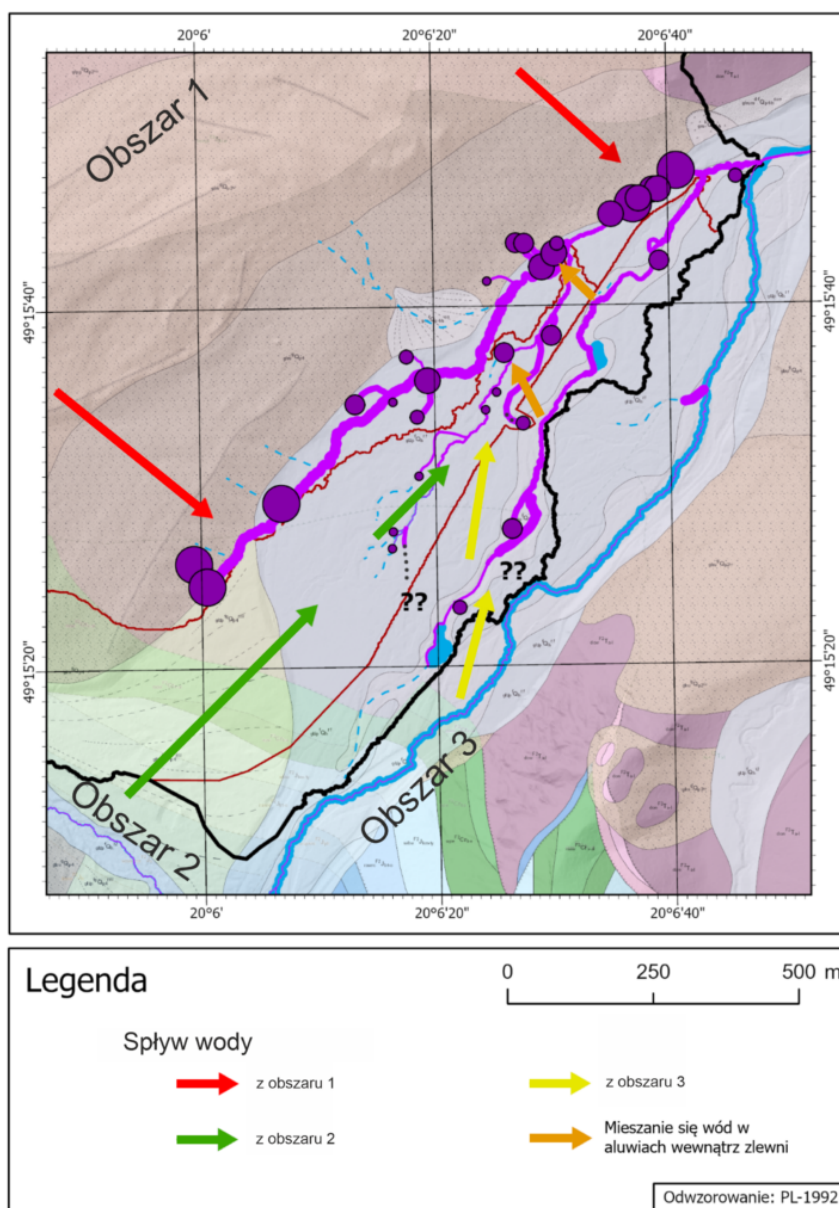 20°6' 20°6'20" 20°6'40"
Obszar 1
49°15'40" 49°15'40"
??
??
49°15'20" 49°15'20"
Obszar 2
Obszar 3
20°6' 20°6'20" 20°6'40"
Legenda
0 250 500 m
Spływ wody
z obszaru 1
z obszaru 3
z obszaru 2
Mieszanie się wód w
aluwiach wewnątrz zlewni
Odwzorowanie: PL-1992